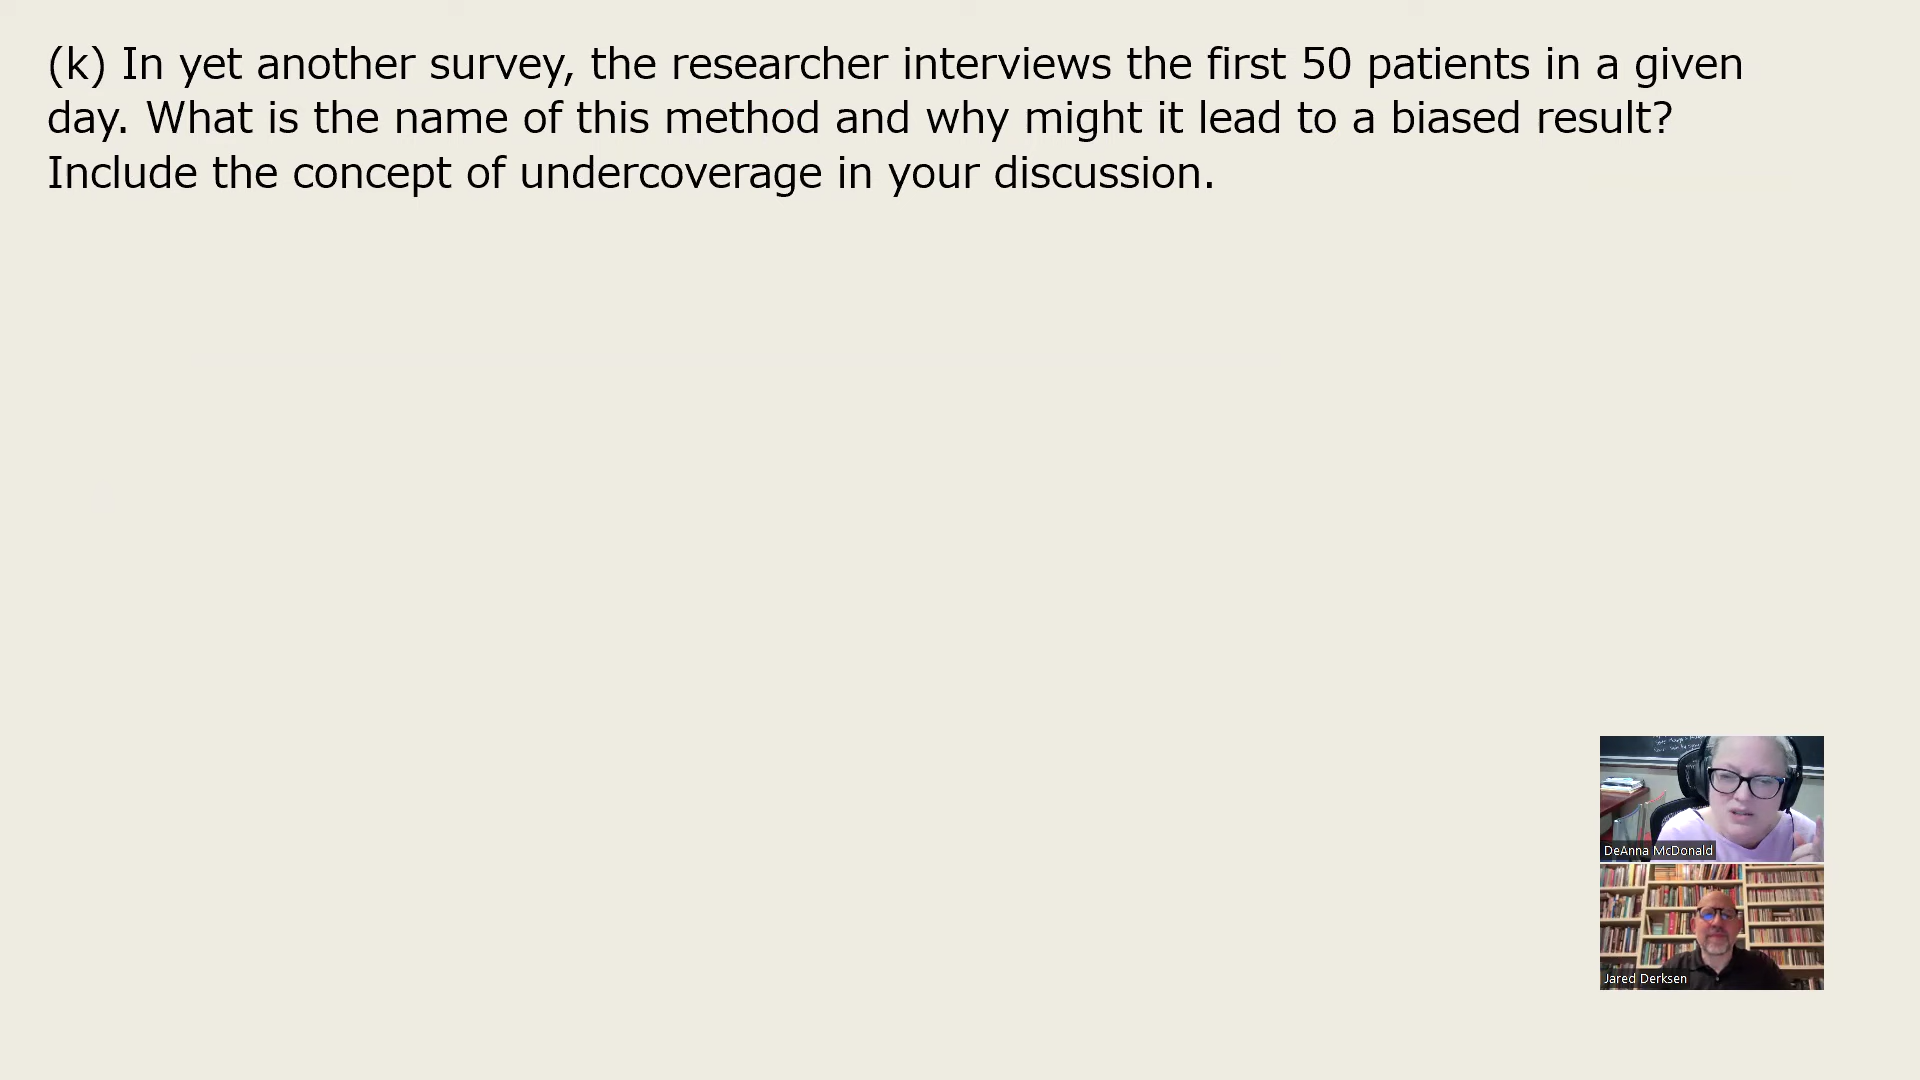 (k) In yet another survey, the researcher interviews the first 50 patients in a given
day. What is the name of this method and why might it lead to a biased result?
Include the concept of undercoverage in your discussion.
DeAnna McDonald
Jared Derksen